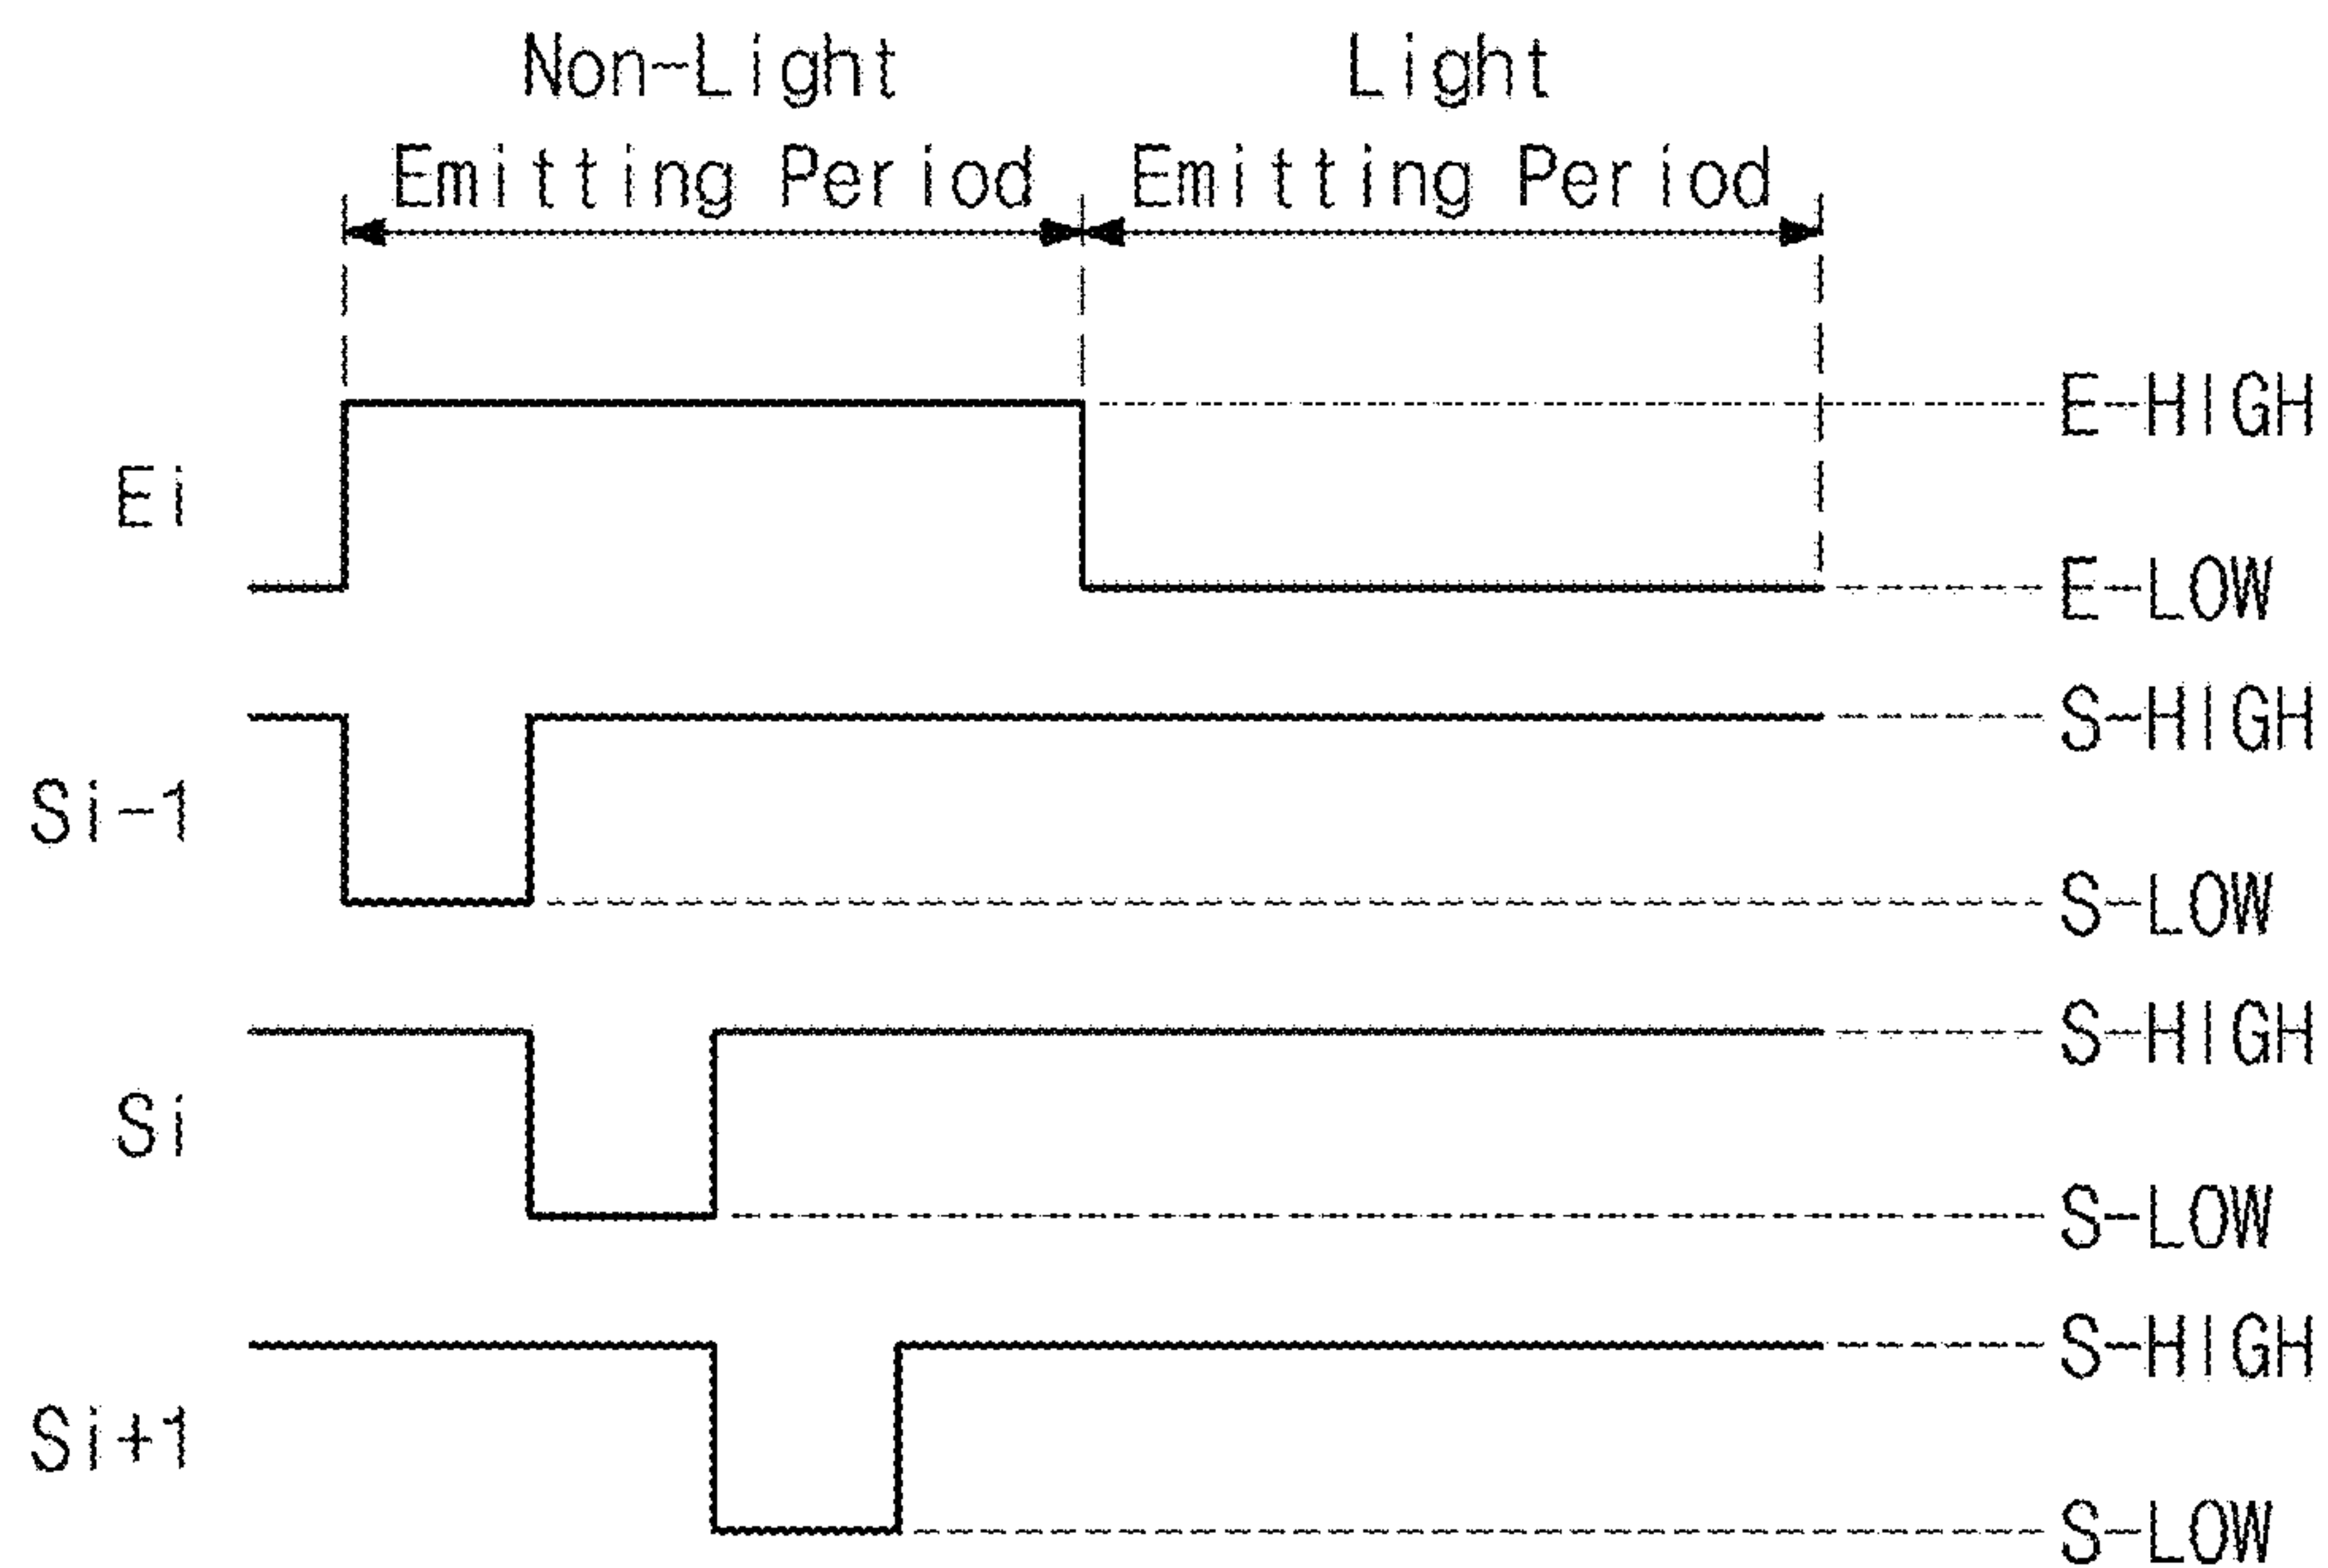 Non-Light
Emitting Period
Light
Emitting Period
Ei
E-HIGH
E-LOW
Si-1
S-HIGH
S-LOW
Si
S-HIGH
S-LOW
Si+1
S-HIGH
S-LOW